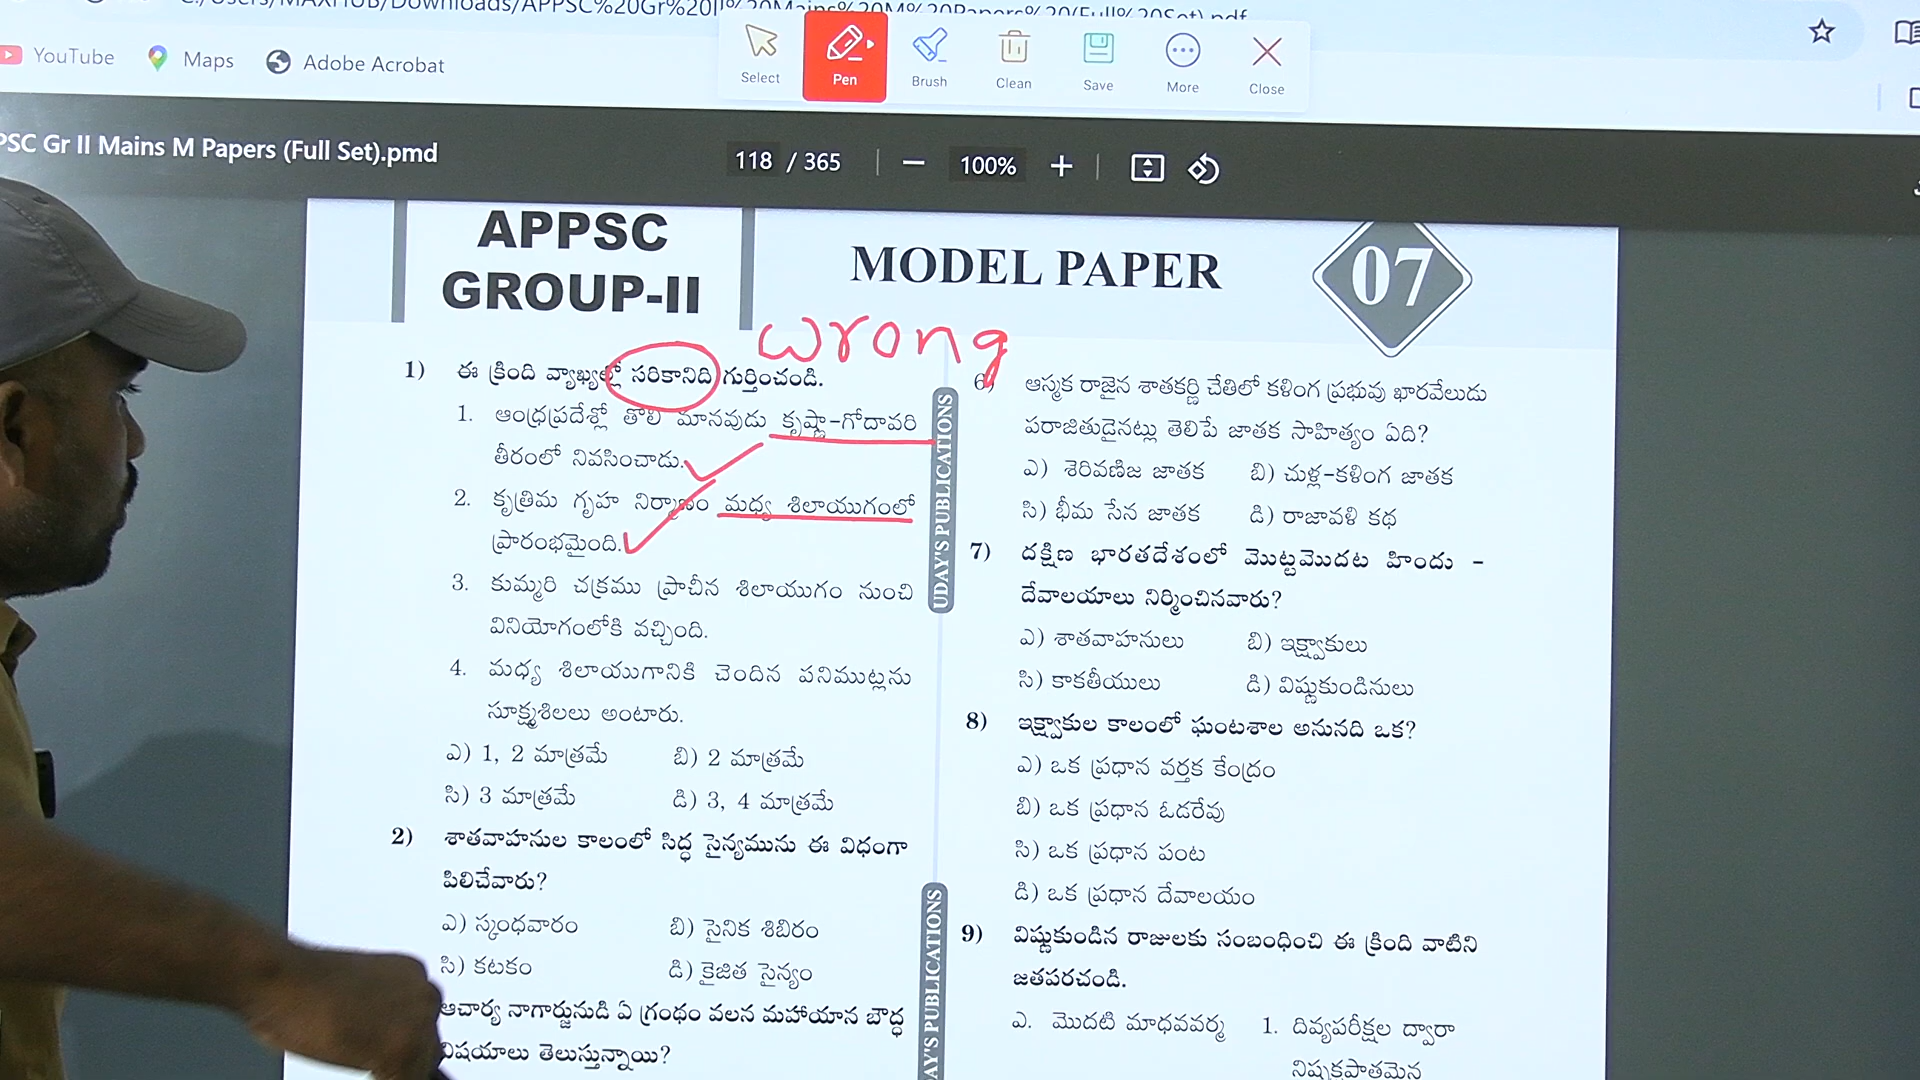 YouTube
Maps
Adobe Acrobat
Select
Pen
Brush
Clean
Save
More
Close
PSC Gr II Mains M Papers (Full Set).pmd
118 / 365
100%
APPSC
GROUP-II
MODEL PAPER
07
wrong
1) ఈ క్రింది వ్యాఖ్యల్లో సరికానిది గుర్తించండి.
1. ఆంధ్రప్రదేశ్లో తొలి మానవుడు కృష్ణా-గోదావరి
తీరంలో నివసించాడు.
2. కృత్రిమ గృహ నిర్మాణం మధ్య శిలాయుగంలో
ప్రారంభమైంది.
3. కుమ్మరి చక్రము ప్రాచీన శిలాయుగం నుంచి
వినియోగంలోకి వచ్చింది.
4. మధ్య శిలాయుగానికి చెందిన పనిముట్లను
సూక్ష్మశిలలు అంటారు.
ఎ) 1, 2 మాత్రమే బి) 2 మాత్రమే
సి) 3 మాత్రమే డి) 3, 4 మాత్రమే
2) శాతవాహనుల కాలంలో సిద్ధ సైన్యమును ఈ విధంగా
పిలిచేవారు?
ఎ) స్కంధవారం బి) సైనిక శిబిరం
సి) కటకం డి) కైజిత సైన్యం
ఆచార్య నాగార్జునుడి ఏ గ్రంథం వలన మహాయాన బౌద్ధ
విషయాలు తెలుస్తున్నాయి?
UDAY'S PUBLICATIONS
AY'S PUBLICATIONS
6) ఆస్మక రాజైన శాతకర్ణి చేతిలో కళింగ ప్రభువు ఖారవేలుడు
పరాజితుడైనట్లు తెలిపే జాతక సాహిత్యం ఏది?
ఎ) శెరివణిజ జాతక బి) చుళ్ల-కళింగ జాతక
సి) భీమ సేన జాతక డి) రాజావళి కథ
7) దక్షిణ భారతదేశంలో మొట్టమొదట హిందు -
దేవాలయాలు నిర్మించినవారు?
ఎ) శాతవాహనులు బి) ఇక్ష్వాకులు
సి) కాకతీయులు డి) విష్ణుకుండినులు
8) ఇక్ష్వాకుల కాలంలో ఘంటశాల అనునది ఒక?
ఎ) ఒక ప్రధాన వర్తక కేంద్రం
బి) ఒక ప్రధాన ఓడరేవు
సి) ఒక ప్రధాన పంట
డి) ఒక ప్రధాన దేవాలయం
9) విష్ణుకుండిన రాజులకు సంబంధించి ఈ క్రింది వాటిని
జతపరచండి.
ఎ. మొదటి మాధవవర్మ 1. దివ్యపరీక్షల ద్వారా
నిష్పక్షపాతమైన